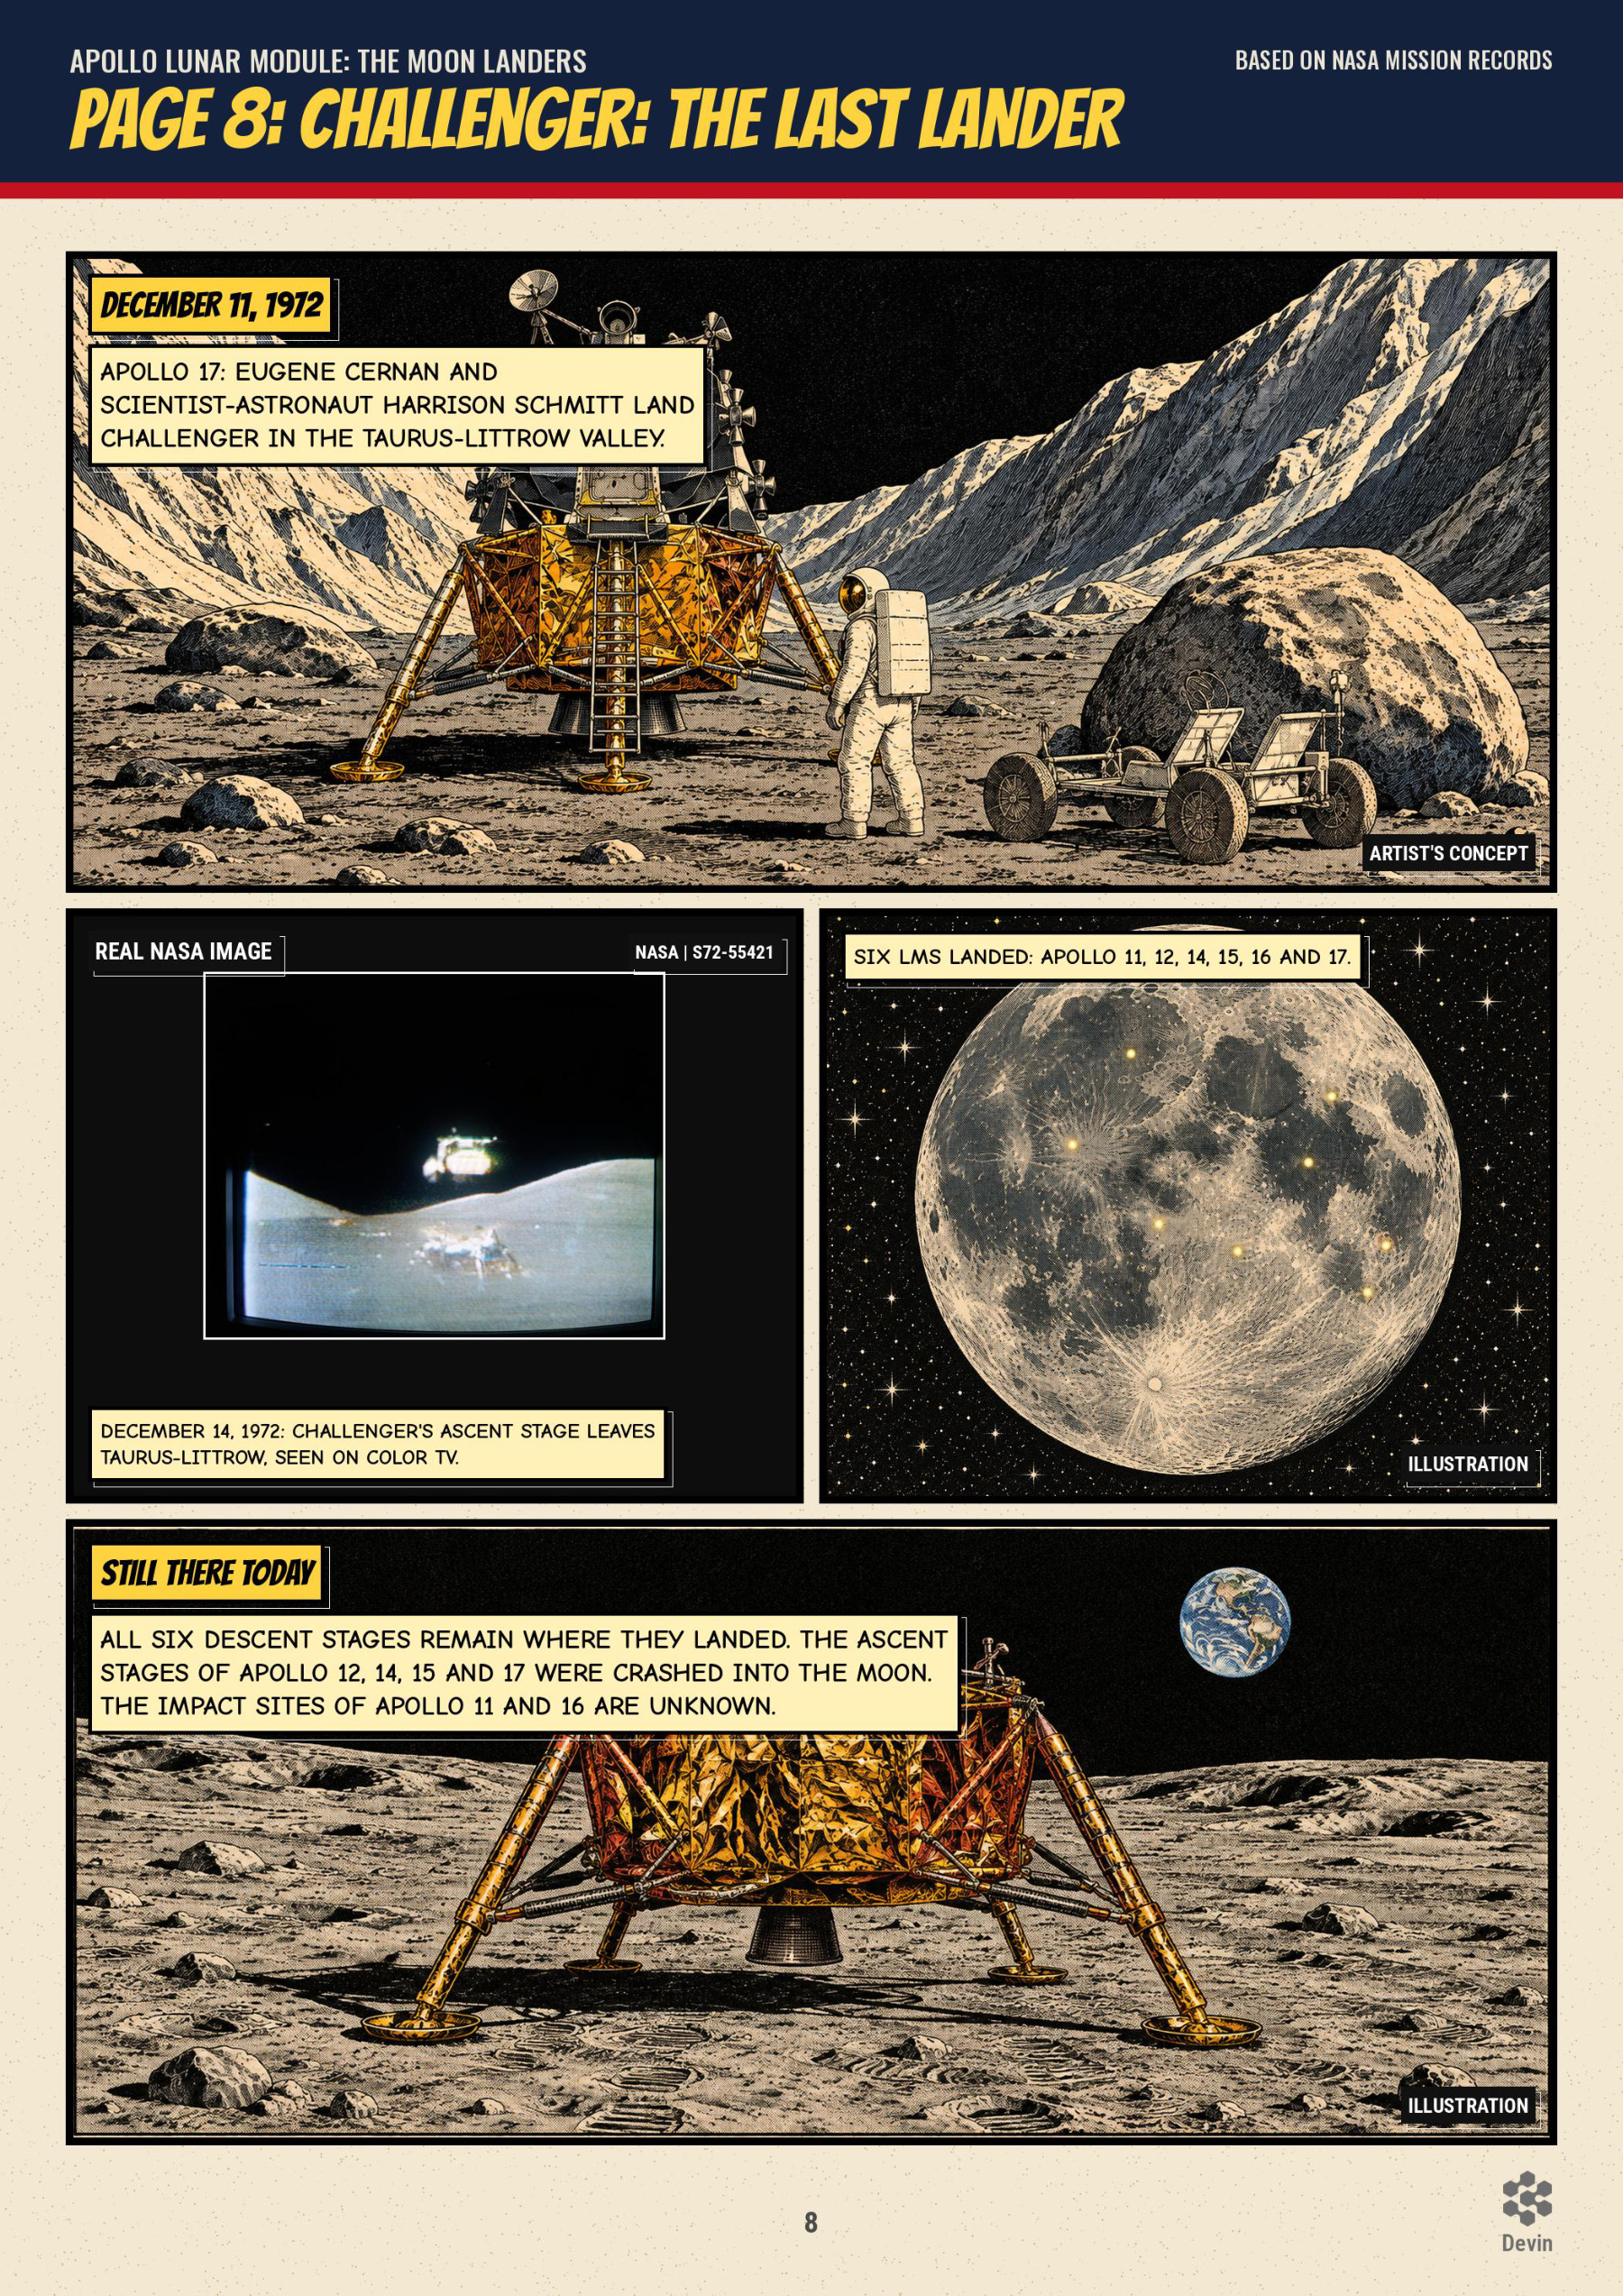 APOLLO LUNAR MODULE: THE MOON LANDERS
BASED ON NASA MISSION RECORDS
PAGE 8: CHALLENGER: THE LAST LANDER
DECEMBER 11, 1972
APOLLO 17: EUGENE CERNAN AND
SCIENTIST-ASTRONAUT HARRISON SCHMITT LAND
CHALLENGER IN THE TAURUS-LITTROW VALLEY.
ARTIST'S CONCEPT
REAL NASA IMAGE
NASA | S72-55421
DECEMBER 14, 1972: CHALLENGER'S ASCENT STAGE LEAVES
TAURUS-LITTROW, SEEN ON COLOR TV.
SIX LMS LANDED: APOLLO 11, 12, 14, 15, 16 AND 17.
ILLUSTRATION
STILL THERE TODAY
ALL SIX DESCENT STAGES REMAIN WHERE THEY LANDED. THE ASCENT
STAGES OF APOLLO 12, 14, 15 AND 17 WERE CRASHED INTO THE MOON.
THE IMPACT SITES OF APOLLO 11 AND 16 ARE UNKNOWN.
ILLUSTRATION
8
Devin